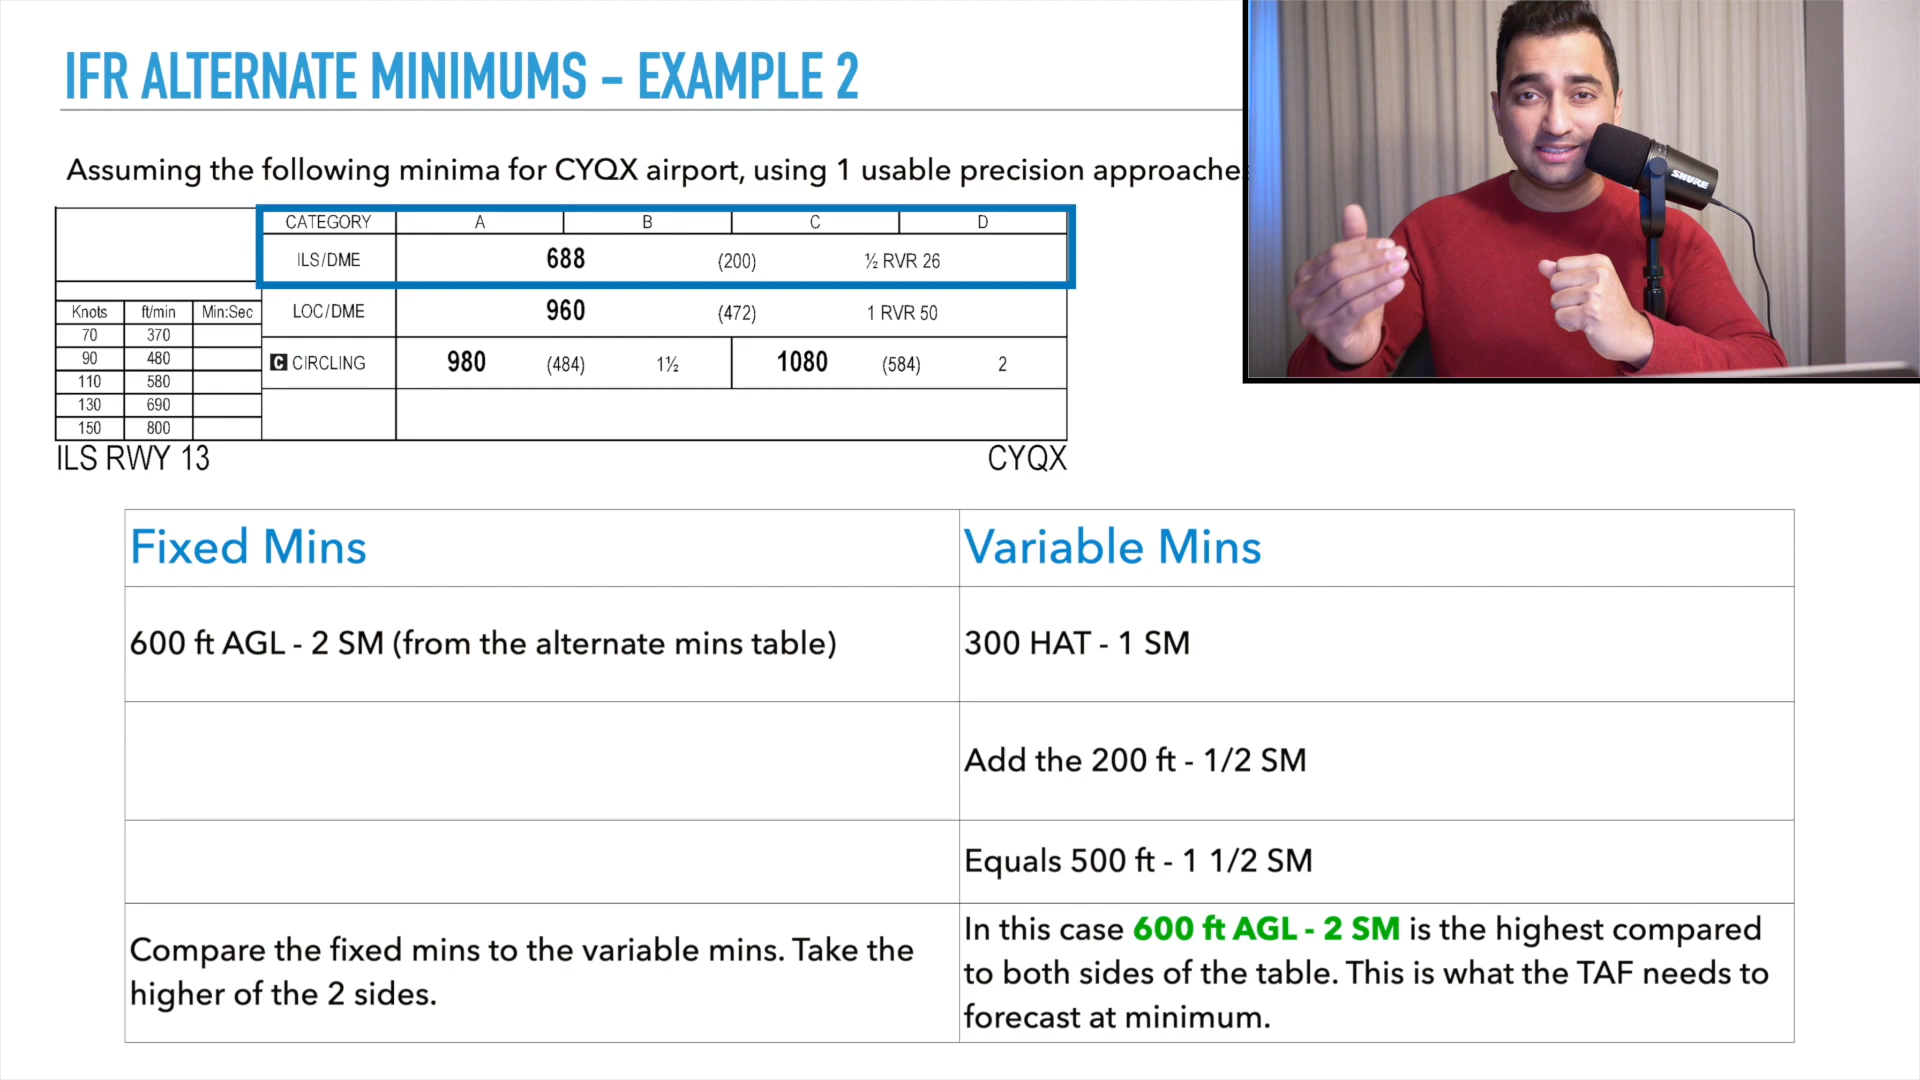 IFR ALTERNATE MINIMUMS – EXAMPLE 2
Assuming the following minima for CYQX airport, using 1 usable precision approache
CATEGORY A B C D
ILS/DME 688 (200) ½ RVR 26
LOC/DME 960 (472) 1 RVR 50
C CIRCLING 980 (484) 1½ 1080 (584) 2
Knots ft/min Min:Sec
70 370
90 480
110 580
130 690
150 800
ILS RWY 13 CYQX
SHURE
Fixed Mins
Variable Mins
600 ft AGL - 2 SM (from the alternate mins table)
300 HAT - 1 SM
Add the 200 ft - 1/2 SM
Equals 500 ft - 1 1/2 SM
Compare the fixed mins to the variable mins. Take the
higher of the 2 sides.
In this case 600 ft AGL - 2 SM is the highest compared
to both sides of the table. This is what the TAF needs to
forecast at minimum.